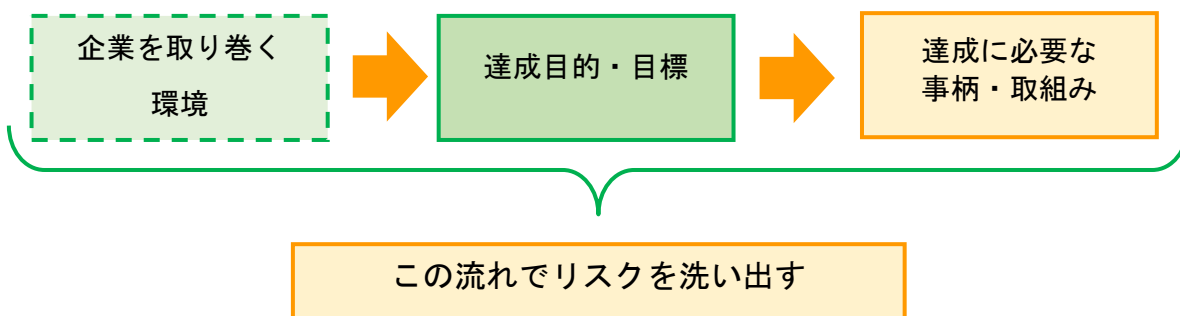 企業を取り巻く
環境
達成目的・目標
達成に必要な
事柄・取組み
この流れでリスクを洗い出す